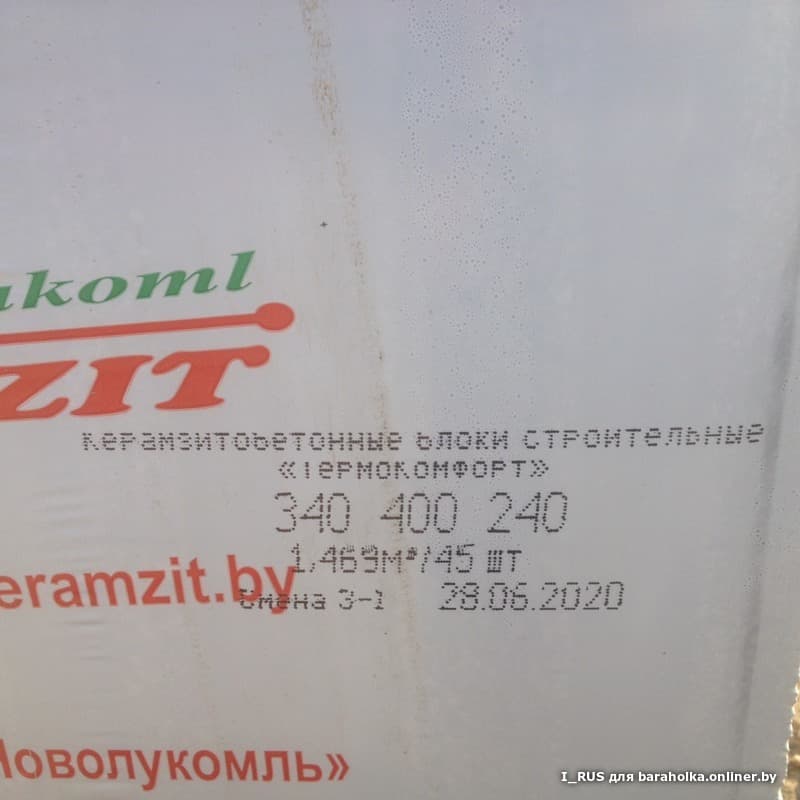 ukoml
ZIT
Керамзитобетонные блоки строительные
«Термокомфорт»
340 400 240
1,469м³/45 шт
eramzit.by
Смена 3-1 28.06.2020
Новолукомль»
I_RUS для baraholka.onliner.by